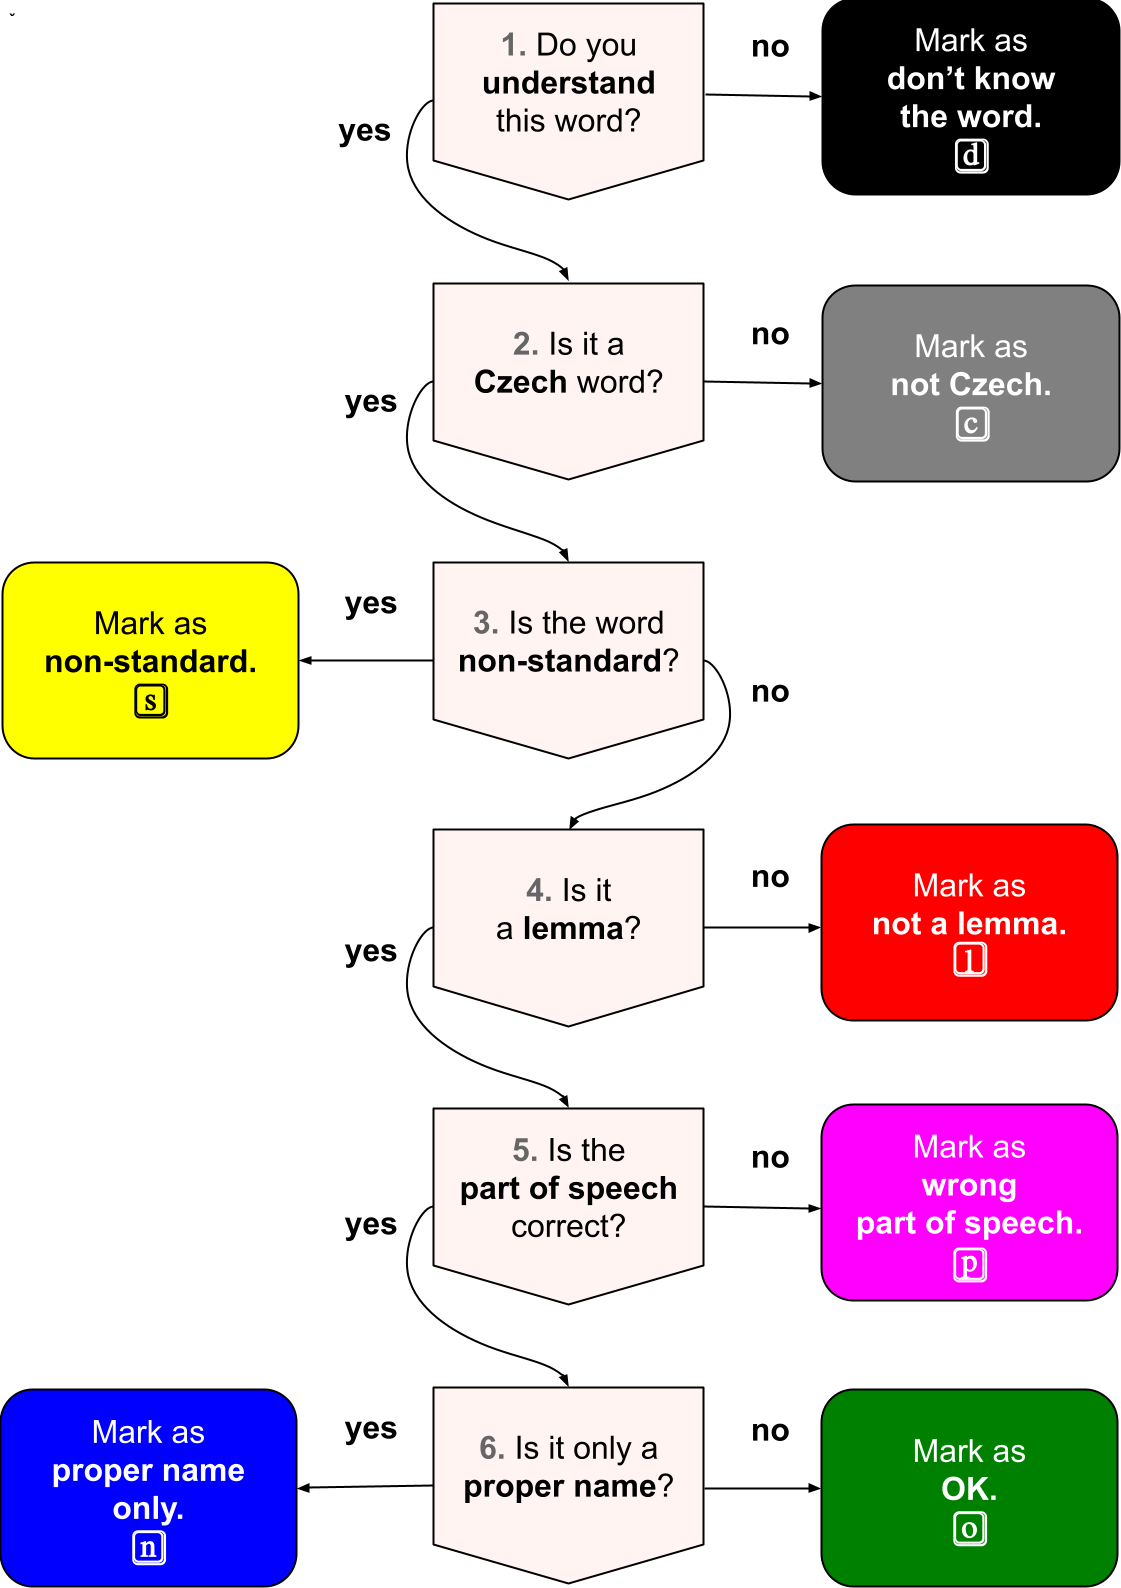 ˇ
1. Do you
understand
this word?
no
Mark as
don’t know
the word.
d
yes
2. Is it a
Czech word?
no
Mark as
not Czech.
c
yes
Mark as
non-standard.
s
yes
3. Is the word
non-standard?
no
4. Is it
a lemma?
no
Mark as
not a lemma.
l
yes
5. Is the
part of speech
correct?
no
Mark as
wrong
part of speech.
p
yes
Mark as
proper name
only.
n
yes
6. Is it only a
proper name?
no
Mark as
OK.
o